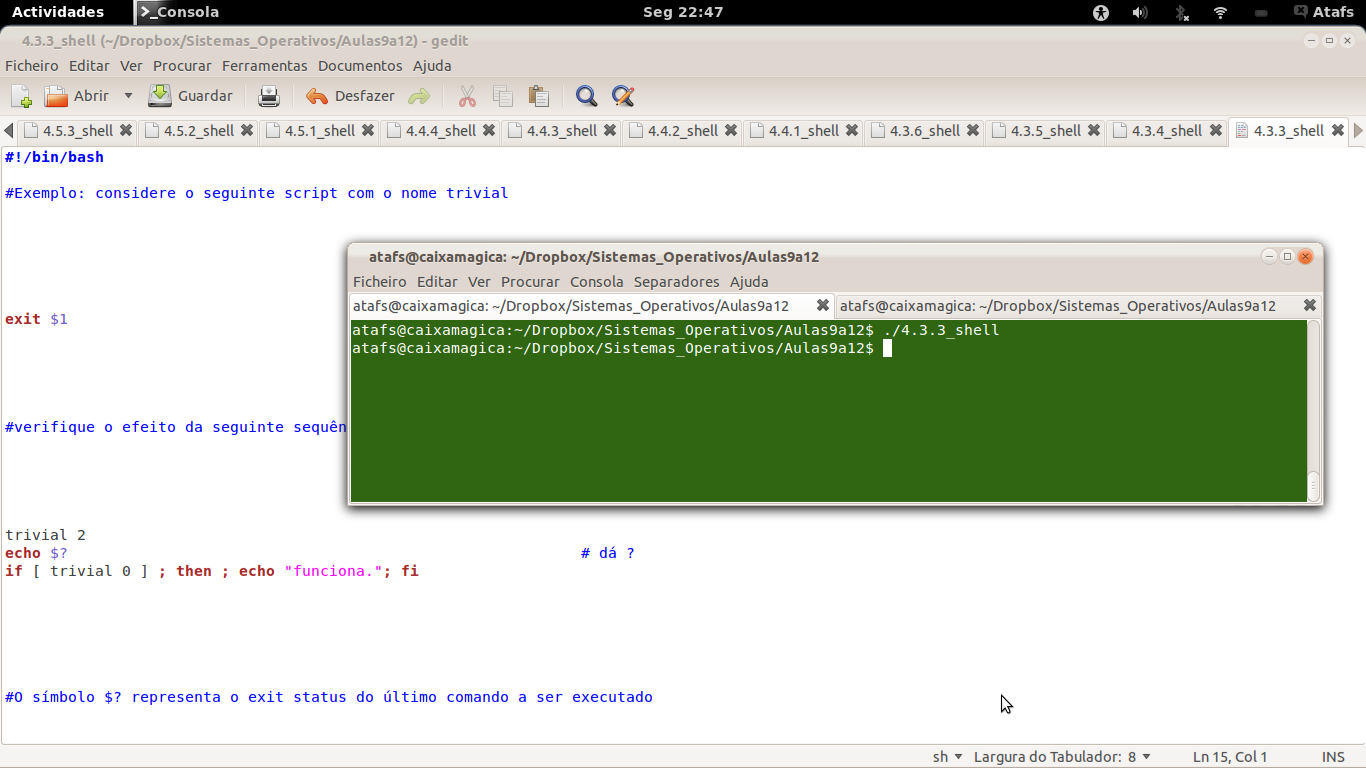 Actividades
Consola
Seg 22:47
Atafs
4.3.3_shell (~/Dropbox/Sistemas_Operativos/Aulas9a12) - gedit
Ficheiro Editar Ver Procurar Ferramentas Documentos Ajuda
Abrir Guardar Desfazer
4.5.3_shell 4.5.2_shell 4.5.1_shell 4.4.4_shell 4.4.3_shell 4.4.2_shell 4.4.1_shell 4.3.6_shell 4.3.5_shell 4.3.4_shell 4.3.3_shell
#!/bin/bash
#Exemplo: considere o seguinte script com o nome trivial
exit $1
#verifique o efeito da seguinte sequên
atafs@caixamagica: ~/Dropbox/Sistemas_Operativos/Aulas9a12
Ficheiro Editar Ver Procurar Consola Separadores Ajuda
atafs@caixamagica: ~/Dropbox/Sistemas_Operativos/Aulas9a12 atafs@caixamagica: ~/Dropbox/Sistemas_Operativos/Aulas9a12
atafs@caixamagica:~/Dropbox/Sistemas_Operativos/Aulas9a12$ ./4.3.3_shell
atafs@caixamagica:~/Dropbox/Sistemas_Operativos/Aulas9a12$
trivial 2
echo $? # dá ?
if [ trivial 0 ] ; then ; echo "funciona."; fi
#O símbolo $? representa o exit status do último comando a ser executado
sh Largura do Tabulador: 8 Ln 15, Col 1 INS